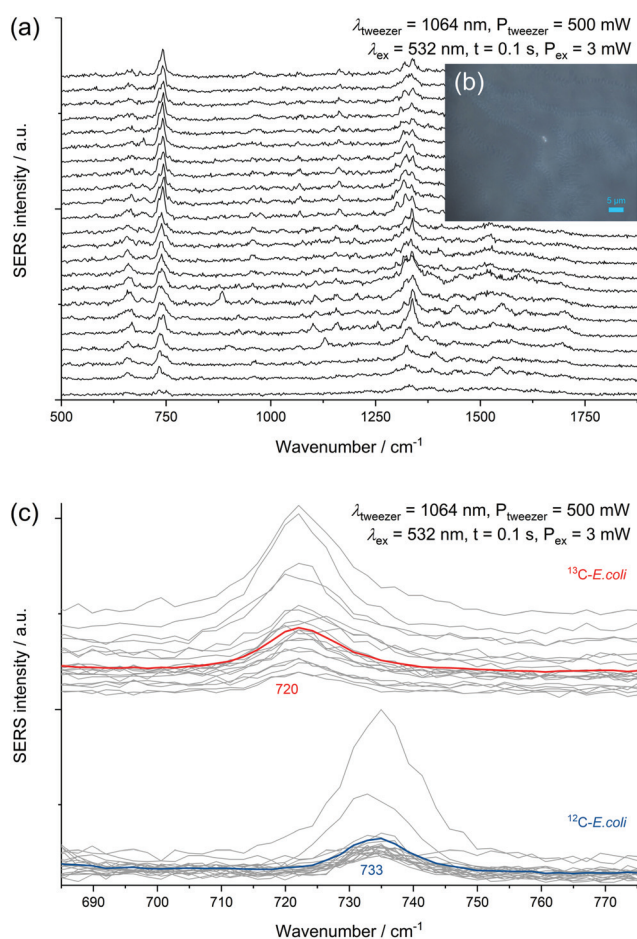 (a)
λtweezer = 1064 nm, Ptweezer = 500 mW
λex = 532 nm, t = 0.1 s, Pex = 3 mW
(b)
5 µm
SERS intensity / a.u.
500 750 1000 1250 1500 1750
Wavenumber / cm⁻¹
(c)
λtweezer = 1064 nm, Ptweezer = 500 mW
λex = 532 nm, t = 0.1 s, Pex = 3 mW
¹³C-E.coli
720
SERS intensity / a.u.
¹²C-E.coli
733
690 700 710 720 730 740 750 760 770
Wavenumber / cm⁻¹